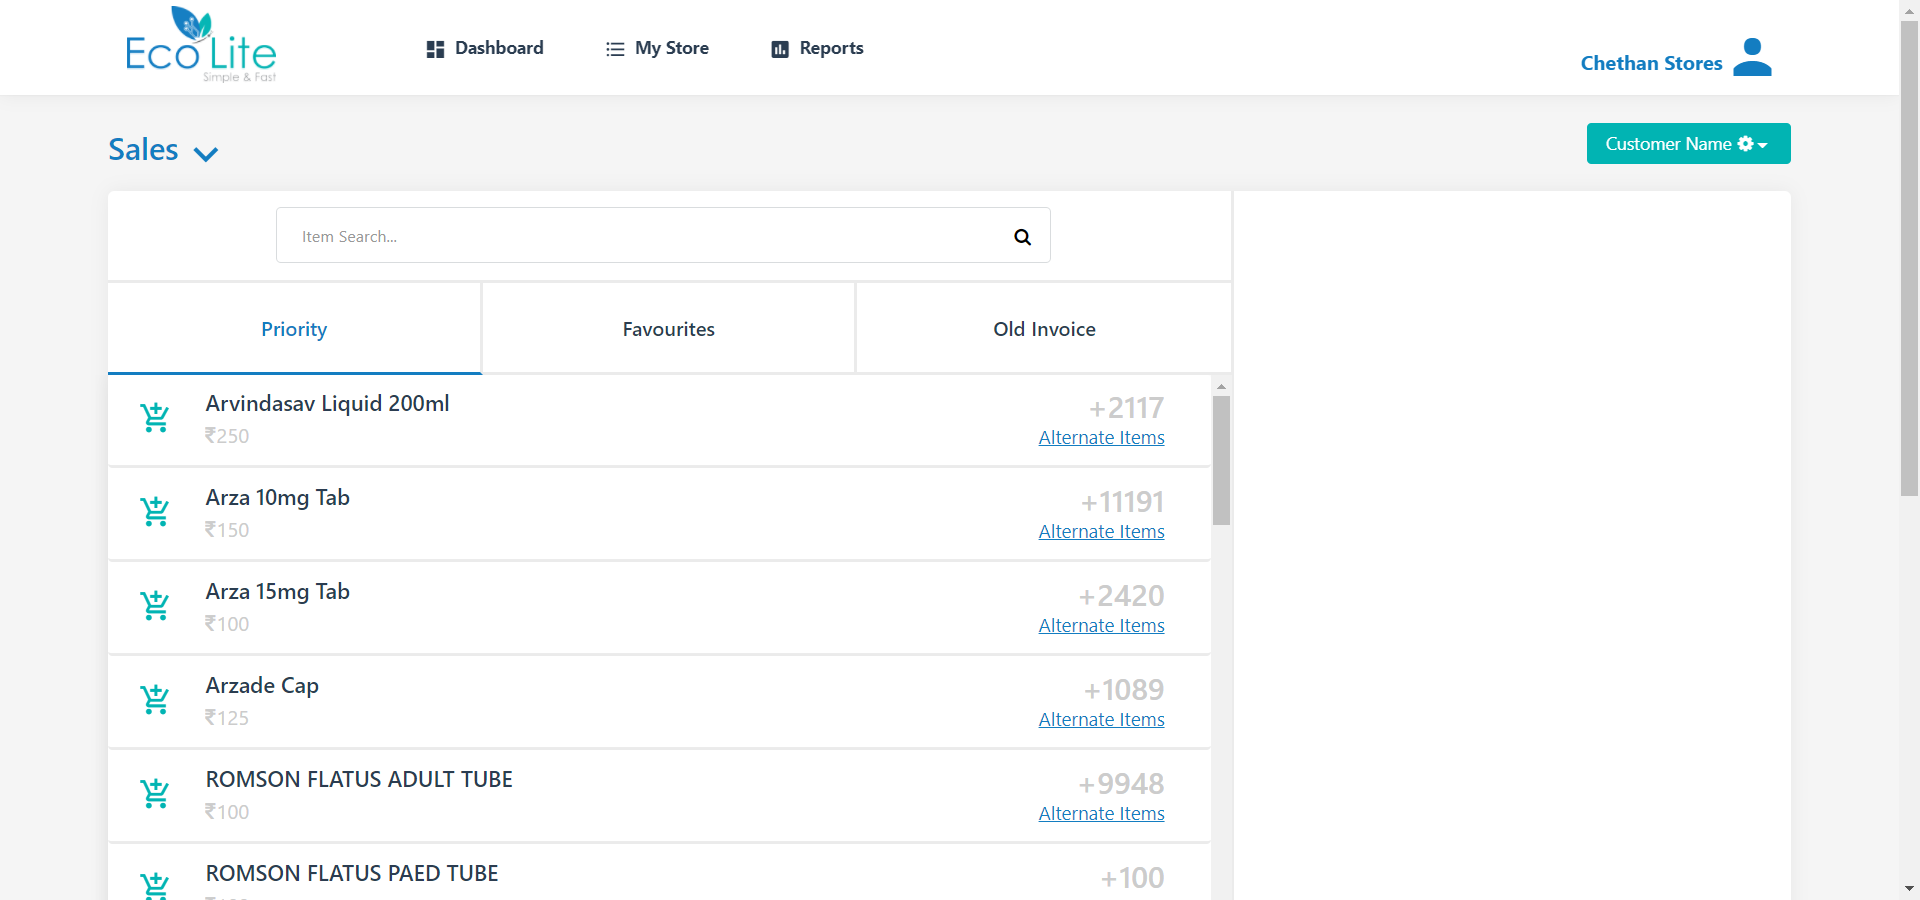 Eco Lite
Simple & Fast
Dashboard
My Store
Reports
Chethan Stores
Sales
Customer Name
Item Search...
Priority
Favourites
Old Invoice
Arvindasav Liquid 200ml
+2117
₹250
Alternate Items
Arza 10mg Tab
+11191
₹150
Alternate Items
Arza 15mg Tab
+2420
₹100
Alternate Items
Arzade Cap
+1089
₹125
Alternate Items
ROMSON FLATUS ADULT TUBE
+9948
₹100
Alternate Items
ROMSON FLATUS PAED TUBE
+100